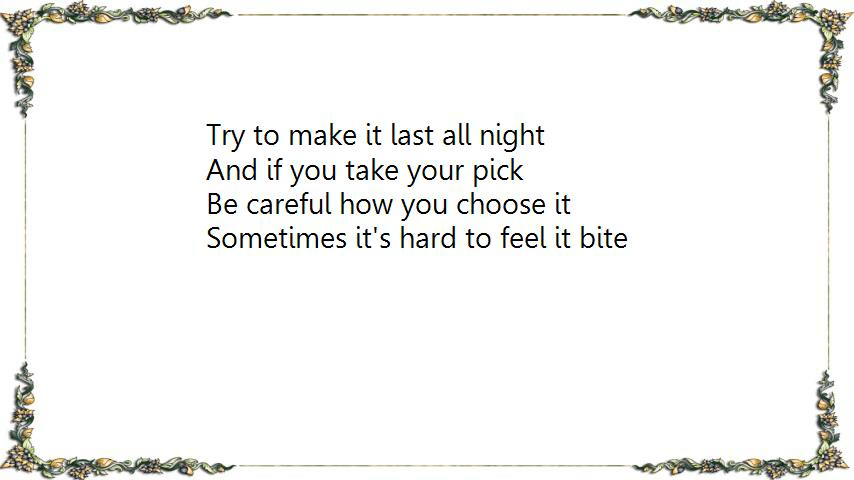 Try to make it last all night
And if you take your pick
Be careful how you choose it
Sometimes it's hard to feel it bite